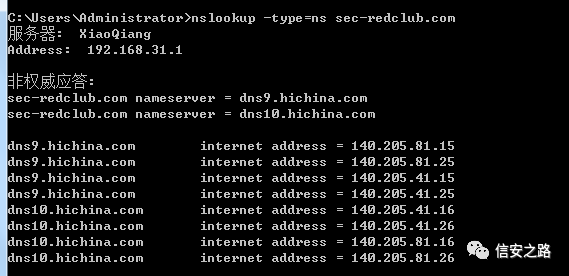 C:\Users\Administrator>nslookup -type=ns sec-redclub.com
服务器:  XiaoQiang
Address:  192.168.31.1
非权威应答:
sec-redclub.com nameserver = dns9.hichina.com
sec-redclub.com nameserver = dns10.hichina.com
dns9.hichina.com        internet address = 140.205.81.15
dns9.hichina.com        internet address = 140.205.81.25
dns9.hichina.com        internet address = 140.205.41.15
dns9.hichina.com        internet address = 140.205.41.25
dns10.hichina.com       internet address = 140.205.41.16
dns10.hichina.com       internet address = 140.205.41.26
dns10.hichina.com       internet address = 140.205.81.16
dns10.hichina.com       internet address = 140.205.81.26
信安之路